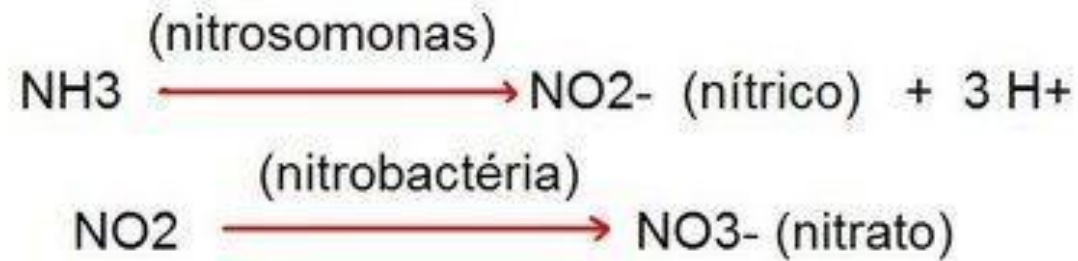 (nitrosomonas)
NH3 NO2- (nítrico) + 3 H+
(nitrobactéria)
NO2 NO3- (nitrato)